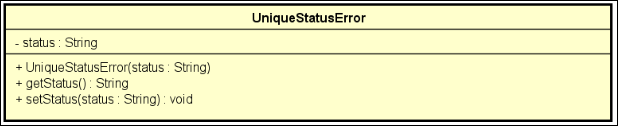 UniqueStatusError
- status : String
+ UniqueStatusError(status : String)
+ getStatus() : String
+ setStatus(status : String) : void